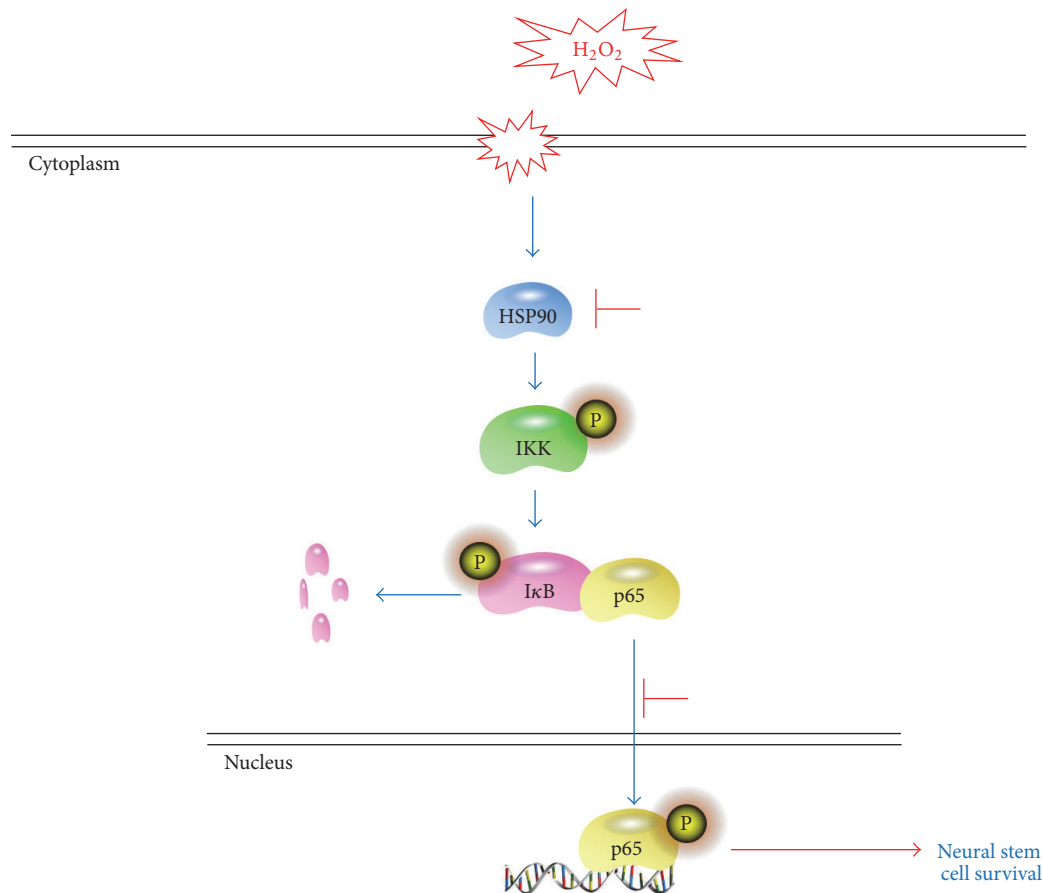 H₂O₂
Cytoplasm
HSP90
P
IKK
P
IκB
p65
Nucleus
P
p65
Neural stem
cell survival